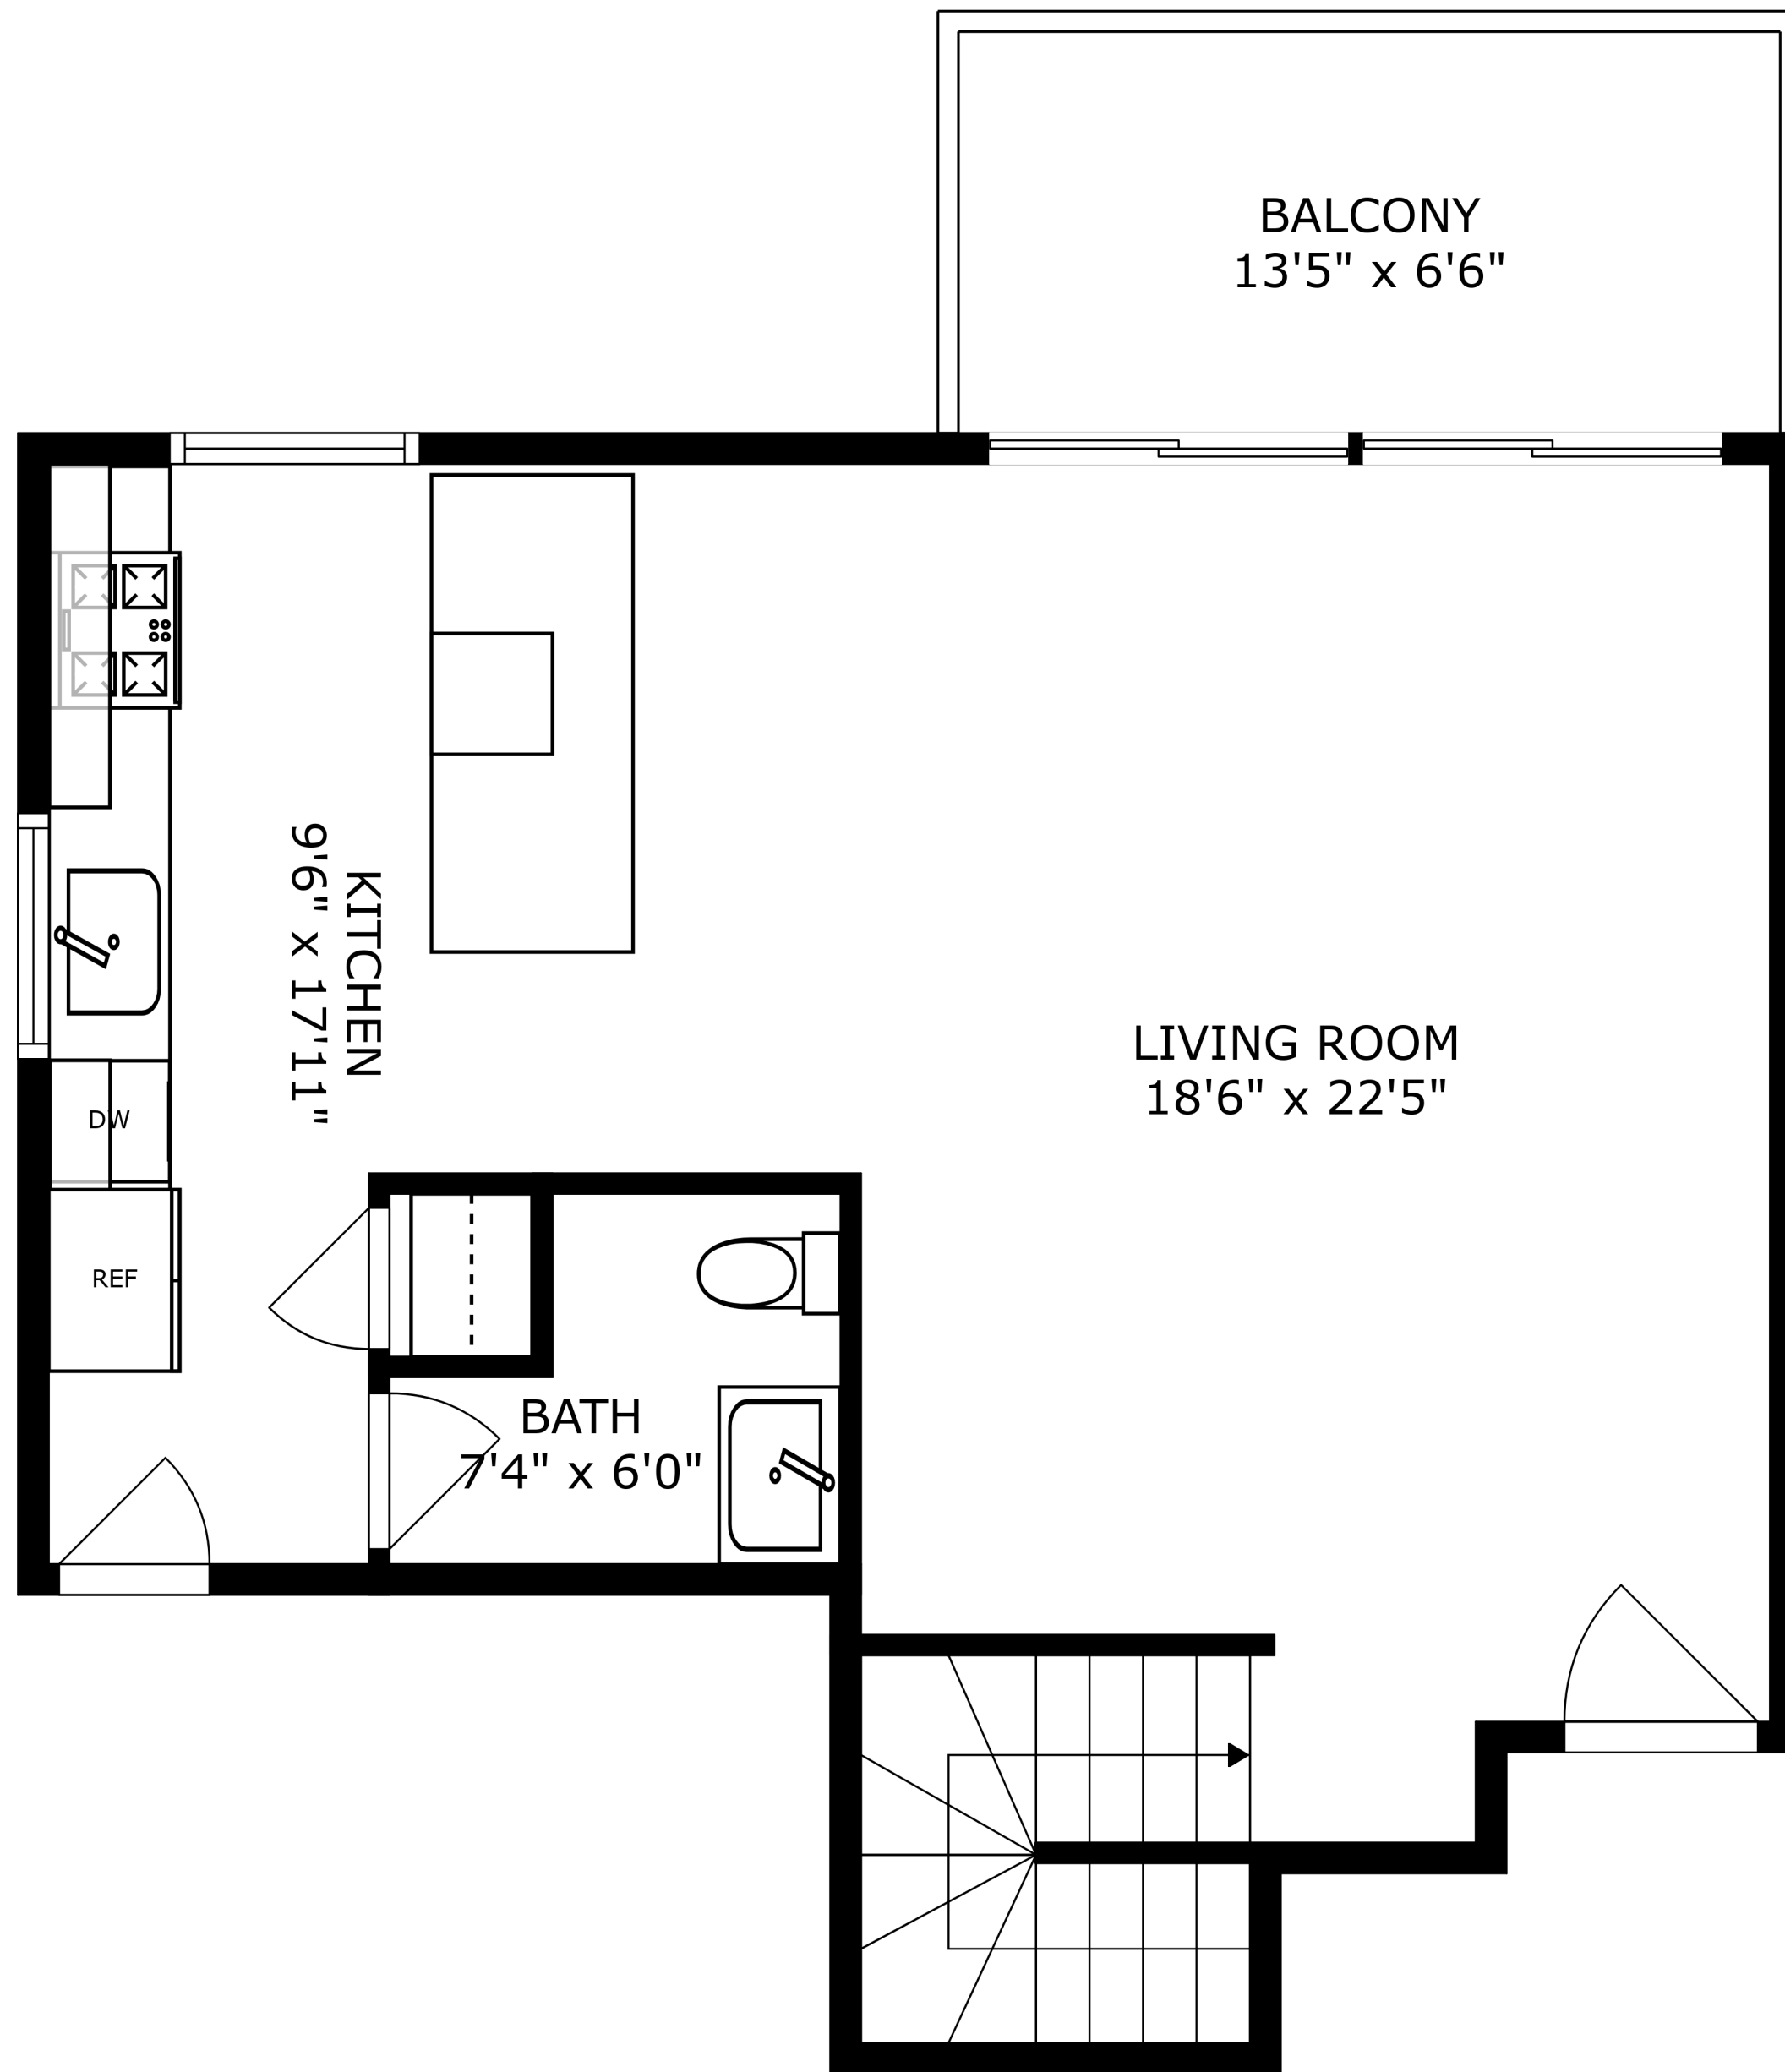 BALCONY
13'5" x 6'6"
KITCHEN
9'6" x 17'11"
LIVING ROOM
18'6" x 22'5"
DW
REF
BATH
7'4" x 6'0"